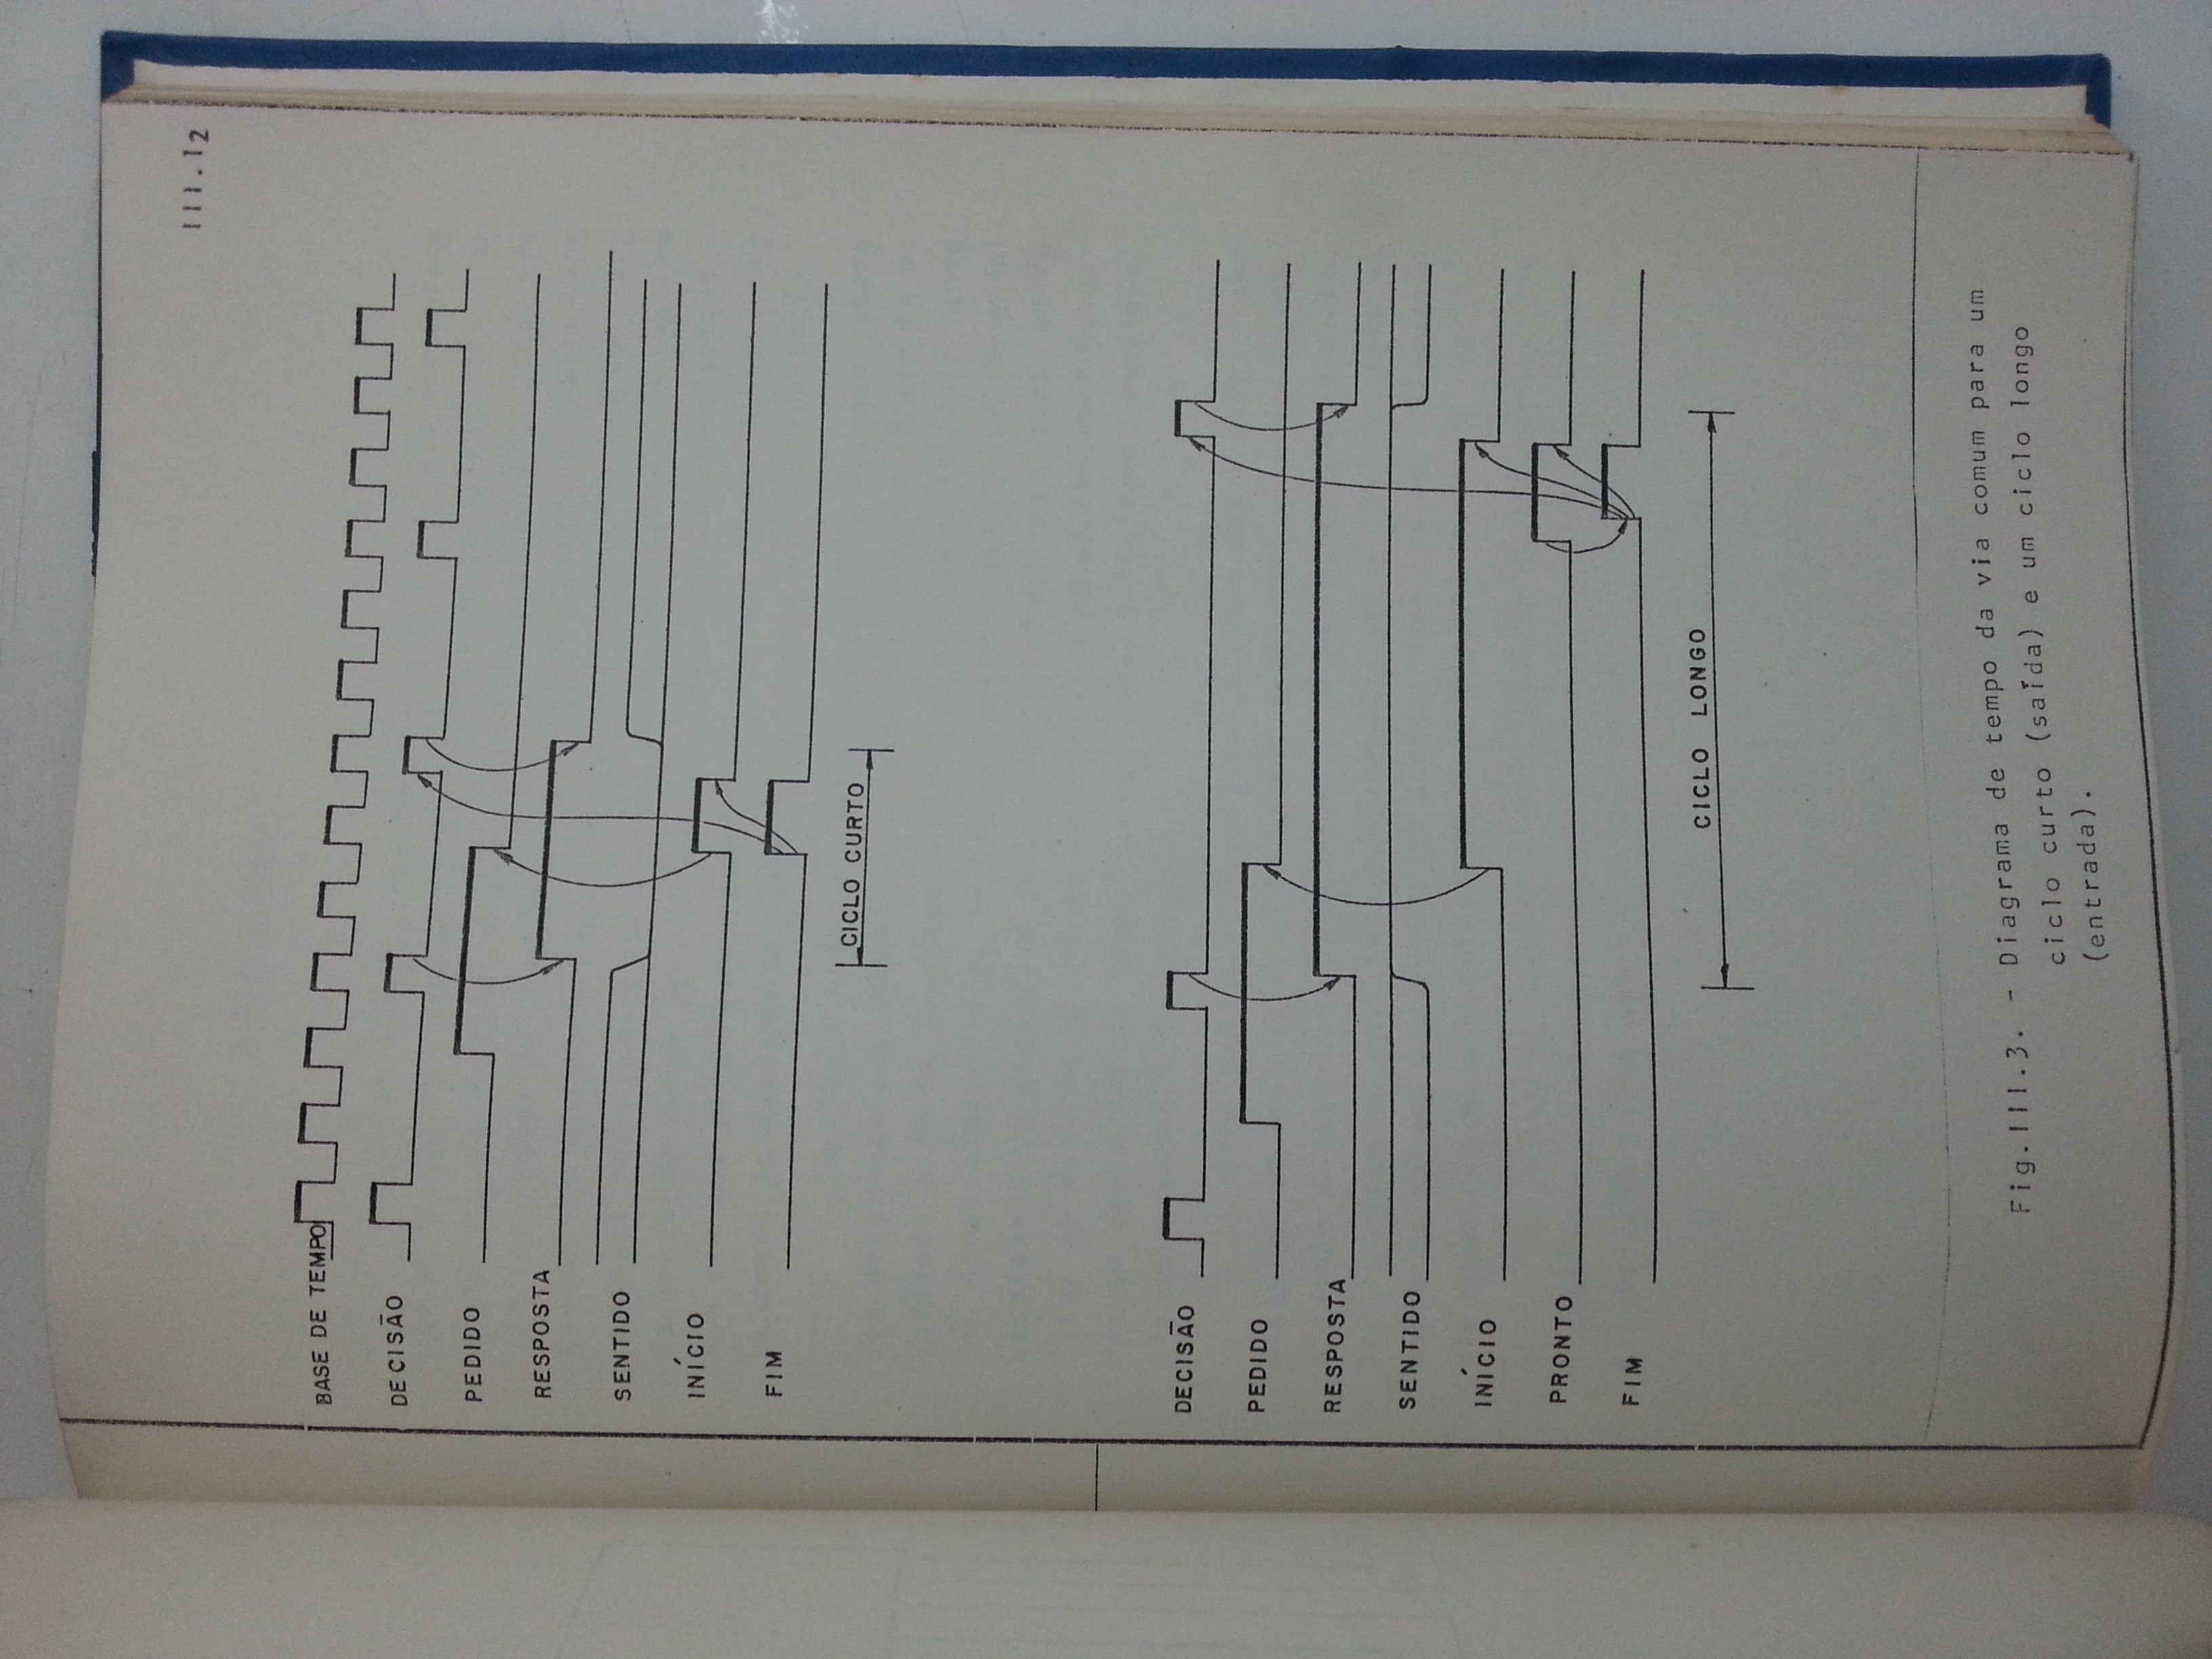 III.12
BASE DE TEMPO
DECISÃO
PEDIDO
RESPOSTA
SENTIDO
INÍCIO
FIM
CICLO CURTO
DECISÃO
PEDIDO
RESPOSTA
SENTIDO
INÍCIO
PRONTO
FIM
CICLO LONGO
Fig.III.3. - Diagrama de tempo da via comum para um
ciclo curto (saída) e um ciclo longo
(entrada).